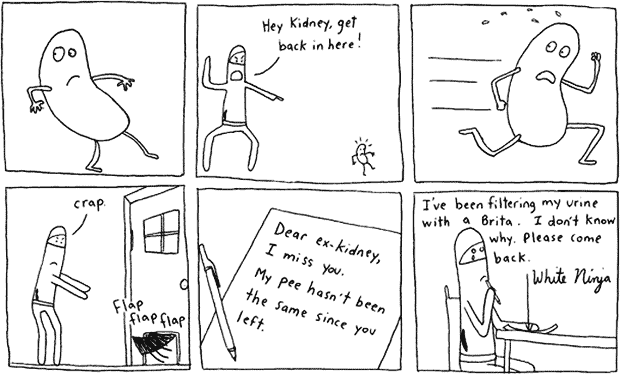 Hey Kidney, get
back in here!
crap.
Flap
flap flap
Dear ex-kidney,
I miss you.
My pee hasn't been
the same since you
left.
I've been filtering my urine
with a Brita. I don't know
why. Please come
back.
White Ninja